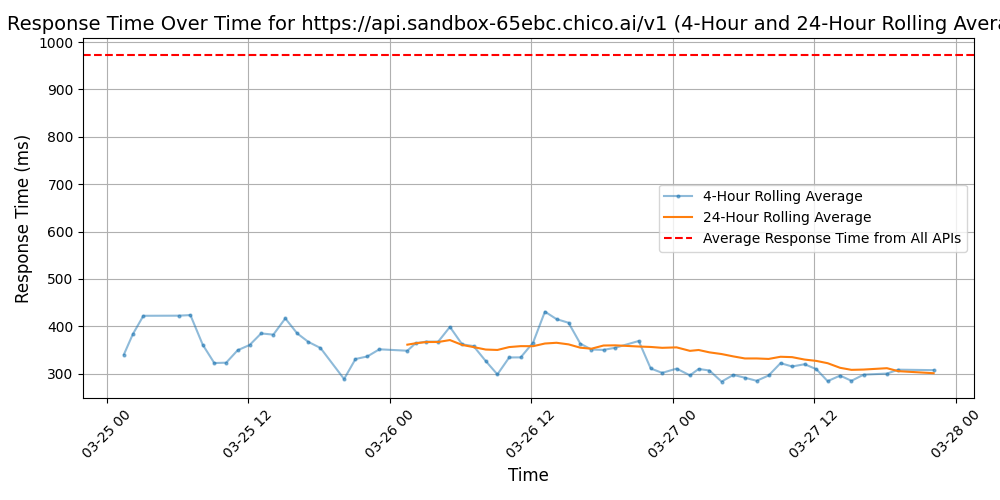 Response Time Over Time for https://api.sandbox-65ebc.chico.ai/v1 (4-Hour and 24-Hour Rolling Avera
Response Time (ms)
1000
900
800
700
600
500
400
300
4-Hour Rolling Average
24-Hour Rolling Average
Average Response Time from All APIs
03-25 00
03-25 12
03-26 00
03-26 12
03-27 00
03-27 12
03-28 00
Time